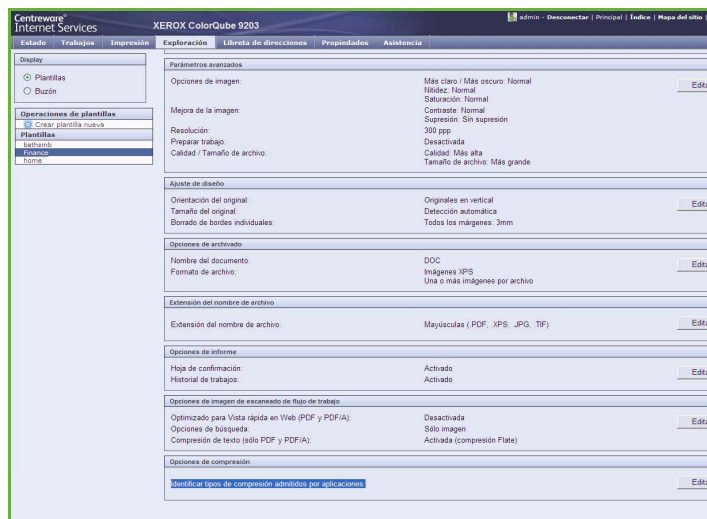 Centreware®
Internet Services
XEROX ColorQube 9203
admin - Desconectar | Principal | Índice | Mapa del sitio |
Estado Trabajos Impresión Exploración Libreta de direcciones Propiedades Asistencia
Display
Plantillas
Buzón
Operaciones de plantillas
Crear plantilla nueva
Plantillas
bethsmb
Finance
home
Parámetros avanzados
Opciones de imagen: Más claro / Más oscuro: Normal
Nitidez: Normal
Saturación: Normal
Mejora de la imagen: Contraste: Normal
Supresión: Sin supresión
Resolución: 300 ppp
Preparar trabajo: Desactivada
Calidad / Tamaño de archivo: Calidad: Más alta
Tamaño de archivo: Más grande
Edita
Ajuste de diseño
Orientación del original: Originales en vertical
Tamaño del original: Detección automática
Borrado de bordes individuales: Todos los márgenes: 3mm
Edita
Opciones de archivado
Nombre del documento: DOC
Formato de archivo: Imágenes XPS
Una o más imágenes por archivo
Edita
Extensión del nombre de archivo
Extensión del nombre de archivo: Mayúsculas (.PDF, .XPS, .JPG, .TIF)
Edita
Opciones de informe
Hoja de confirmación: Activado
Historial de trabajos: Activado
Edita
Opciones de imagen de escaneado de flujo de trabajo
Optimizado para Vista rápida en Web (PDF y PDF/A): Desactivada
Opciones de búsqueda: Sólo imagen
Compresión de texto (sólo PDF y PDF/A): Activada (compresión Flate)
Edita
Opciones de compresión
Identificar tipos de compresión admitidos por aplicaciones:
Edita